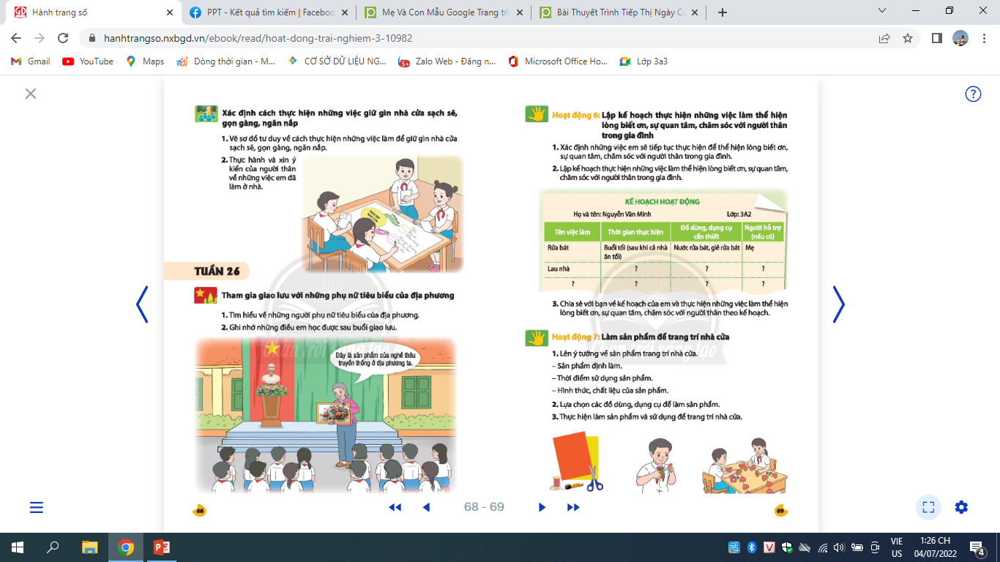 Hành trang số
PPT - Kết quả tìm kiếm | Faceboo
Mẹ Và Con Mẫu Google Trang tr
Bài Thuyết Trình Tiếp Thị Ngày C
hanhtrangso.nxbgd.vn/ebook/read/hoat-dong-trai-nghiem-3-10982
Gmail
YouTube
Maps
Dòng thời gian - M...
CƠ SỞ DỮ LIỆU NG...
Zalo Web - Đăng n...
Microsoft Office Ho...
Lớp 3a3
Xác định cách thực hiện những việc giữ gìn nhà cửa sạch sẽ,
gọn gàng, ngăn nắp
1. Vẽ sơ đồ tư duy về cách thực hiện những việc làm để giữ gìn nhà cửa
sạch sẽ, gọn gàng, ngăn nắp.
2. Thực hành và xin ý
kiến của người thân
về những việc em đã
làm ở nhà.
TUẦN 26
Tham gia giao lưu với những phụ nữ tiêu biểu của địa phương
1. Tìm hiểu về những người phụ nữ tiêu biểu của địa phương.
2. Ghi nhớ những điều em học được sau buổi giao lưu.
Đây là sản phẩm của nghề thêu
truyền thống ở địa phương ta.
68
Hoạt động 6: Lập kế hoạch thực hiện những việc làm thể hiện
lòng biết ơn, sự quan tâm, chăm sóc với người thân
trong gia đình
1. Xác định những việc em sẽ tiếp tục thực hiện để thể hiện lòng biết ơn,
sự quan tâm, chăm sóc với người thân trong gia đình.
2. Lập kế hoạch thực hiện những việc làm thể hiện lòng biết ơn, sự quan tâm,
chăm sóc với người thân trong gia đình.
KẾ HOẠCH HOẠT ĐỘNG
Họ và tên: Nguyễn Văn Minh Lớp: 3A2
Tên việc làm Thời gian thực hiện Đồ dùng, dụng cụ cần thiết Người hỗ trợ (nếu có)
Rửa bát Buổi tối (sau khi cả nhà ăn tối) Nước rửa bát, giẻ rửa bát Mẹ
Lau nhà ? ? ?
? ? ? ?
3. Chia sẻ với bạn về kế hoạch của em và thực hiện những việc làm thể hiện
lòng biết ơn, sự quan tâm, chăm sóc với người thân theo kế hoạch.
Hoạt động 7: Làm sản phẩm để trang trí nhà cửa
1. Lên ý tưởng về sản phẩm trang trí nhà cửa.
– Sản phẩm định làm.
– Thời điểm sử dụng sản phẩm.
– Hình thức, chất liệu của sản phẩm.
2. Lựa chọn các đồ dùng, dụng cụ để làm sản phẩm.
3. Thực hiện làm sản phẩm và sử dụng để trang trí nhà cửa.
69
Chân trời sáng tạo
68 - 69
VIE
US
1:26 CH
04/07/2022
4